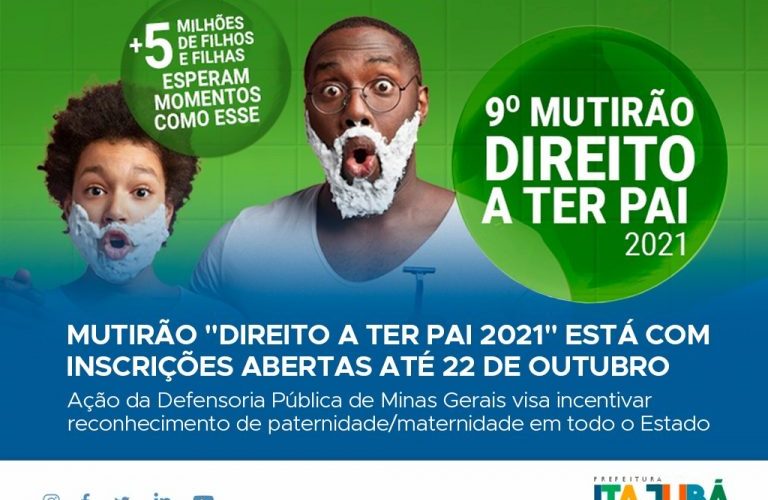 +5 MILHÕES
DE FILHOS
E FILHAS
ESPERAM
MOMENTOS
COMO ESSE
9º MUTIRÃO
DIREITO
A TER PAI
2021
MUTIRÃO "DIREITO A TER PAI 2021" ESTÁ COM
INSCRIÇÕES ABERTAS ATÉ 22 DE OUTUBRO
Ação da Defensoria Pública de Minas Gerais visa incentivar
reconhecimento de paternidade/maternidade em todo o Estado
PREFEITURA
ITAJUBÁ